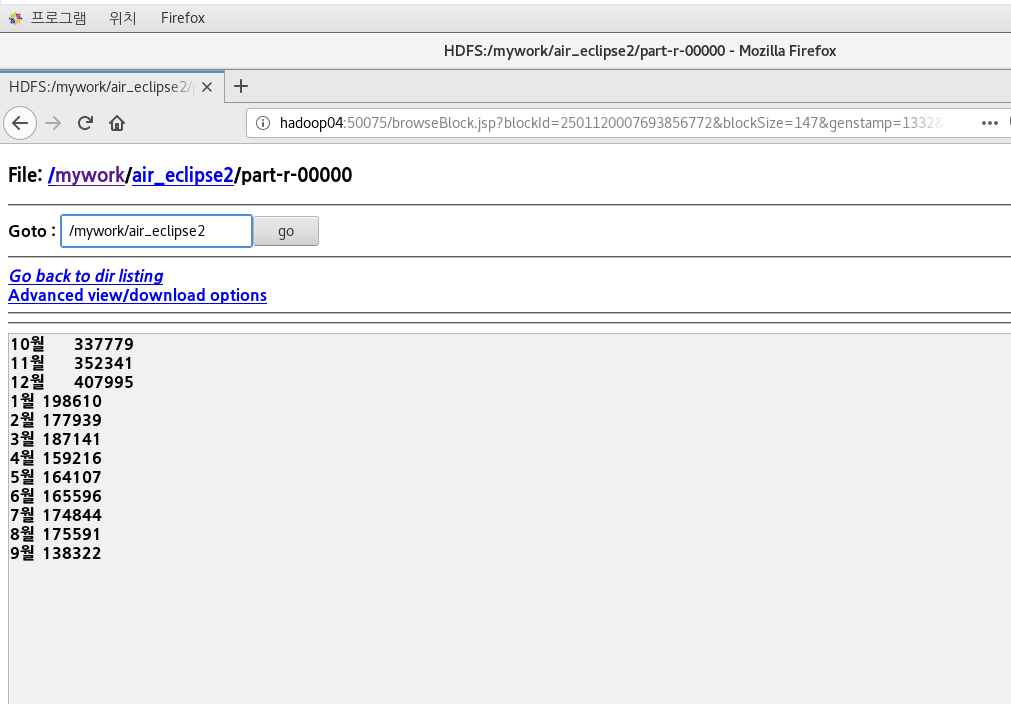 프로그램 위치 Firefox
HDFS:/mywork/air_eclipse2/part-r-00000 - Mozilla Firefox
HDFS:/mywork/air_eclipse2/
hadoop04:50075/browseBlock.jsp?blockId=2501120007693856772&blockSize=147&genstamp=13328
File: /mywork/air_eclipse2/part-r-00000
Goto : /mywork/air_eclipse2 go
Go back to dir listing
Advanced view/download options
10월 337779
11월 352341
12월 407995
1월 198610
2월 177939
3월 187141
4월 159216
5월 164107
6월 165596
7월 174844
8월 175591
9월 138322